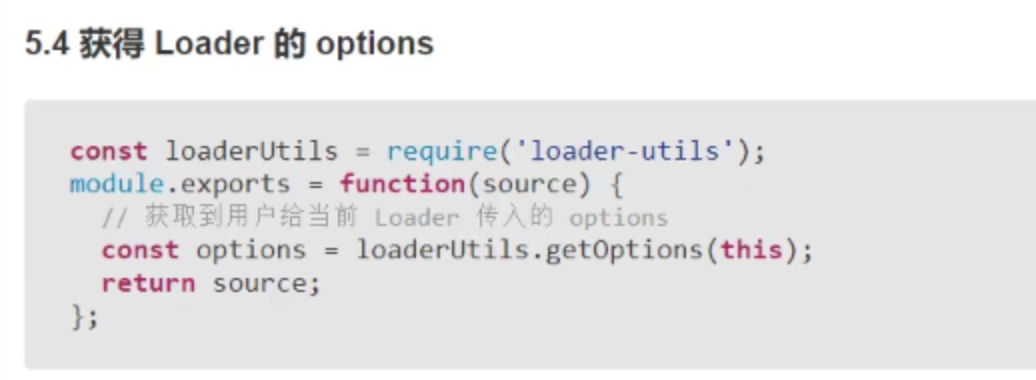 5.4 获得 Loader 的 options
const loaderUtils = require('loader-utils');
module.exports = function(source) {
  // 获取到用户给当前 Loader 传入的 options
  const options = loaderUtils.getOptions(this);
  return source;
};